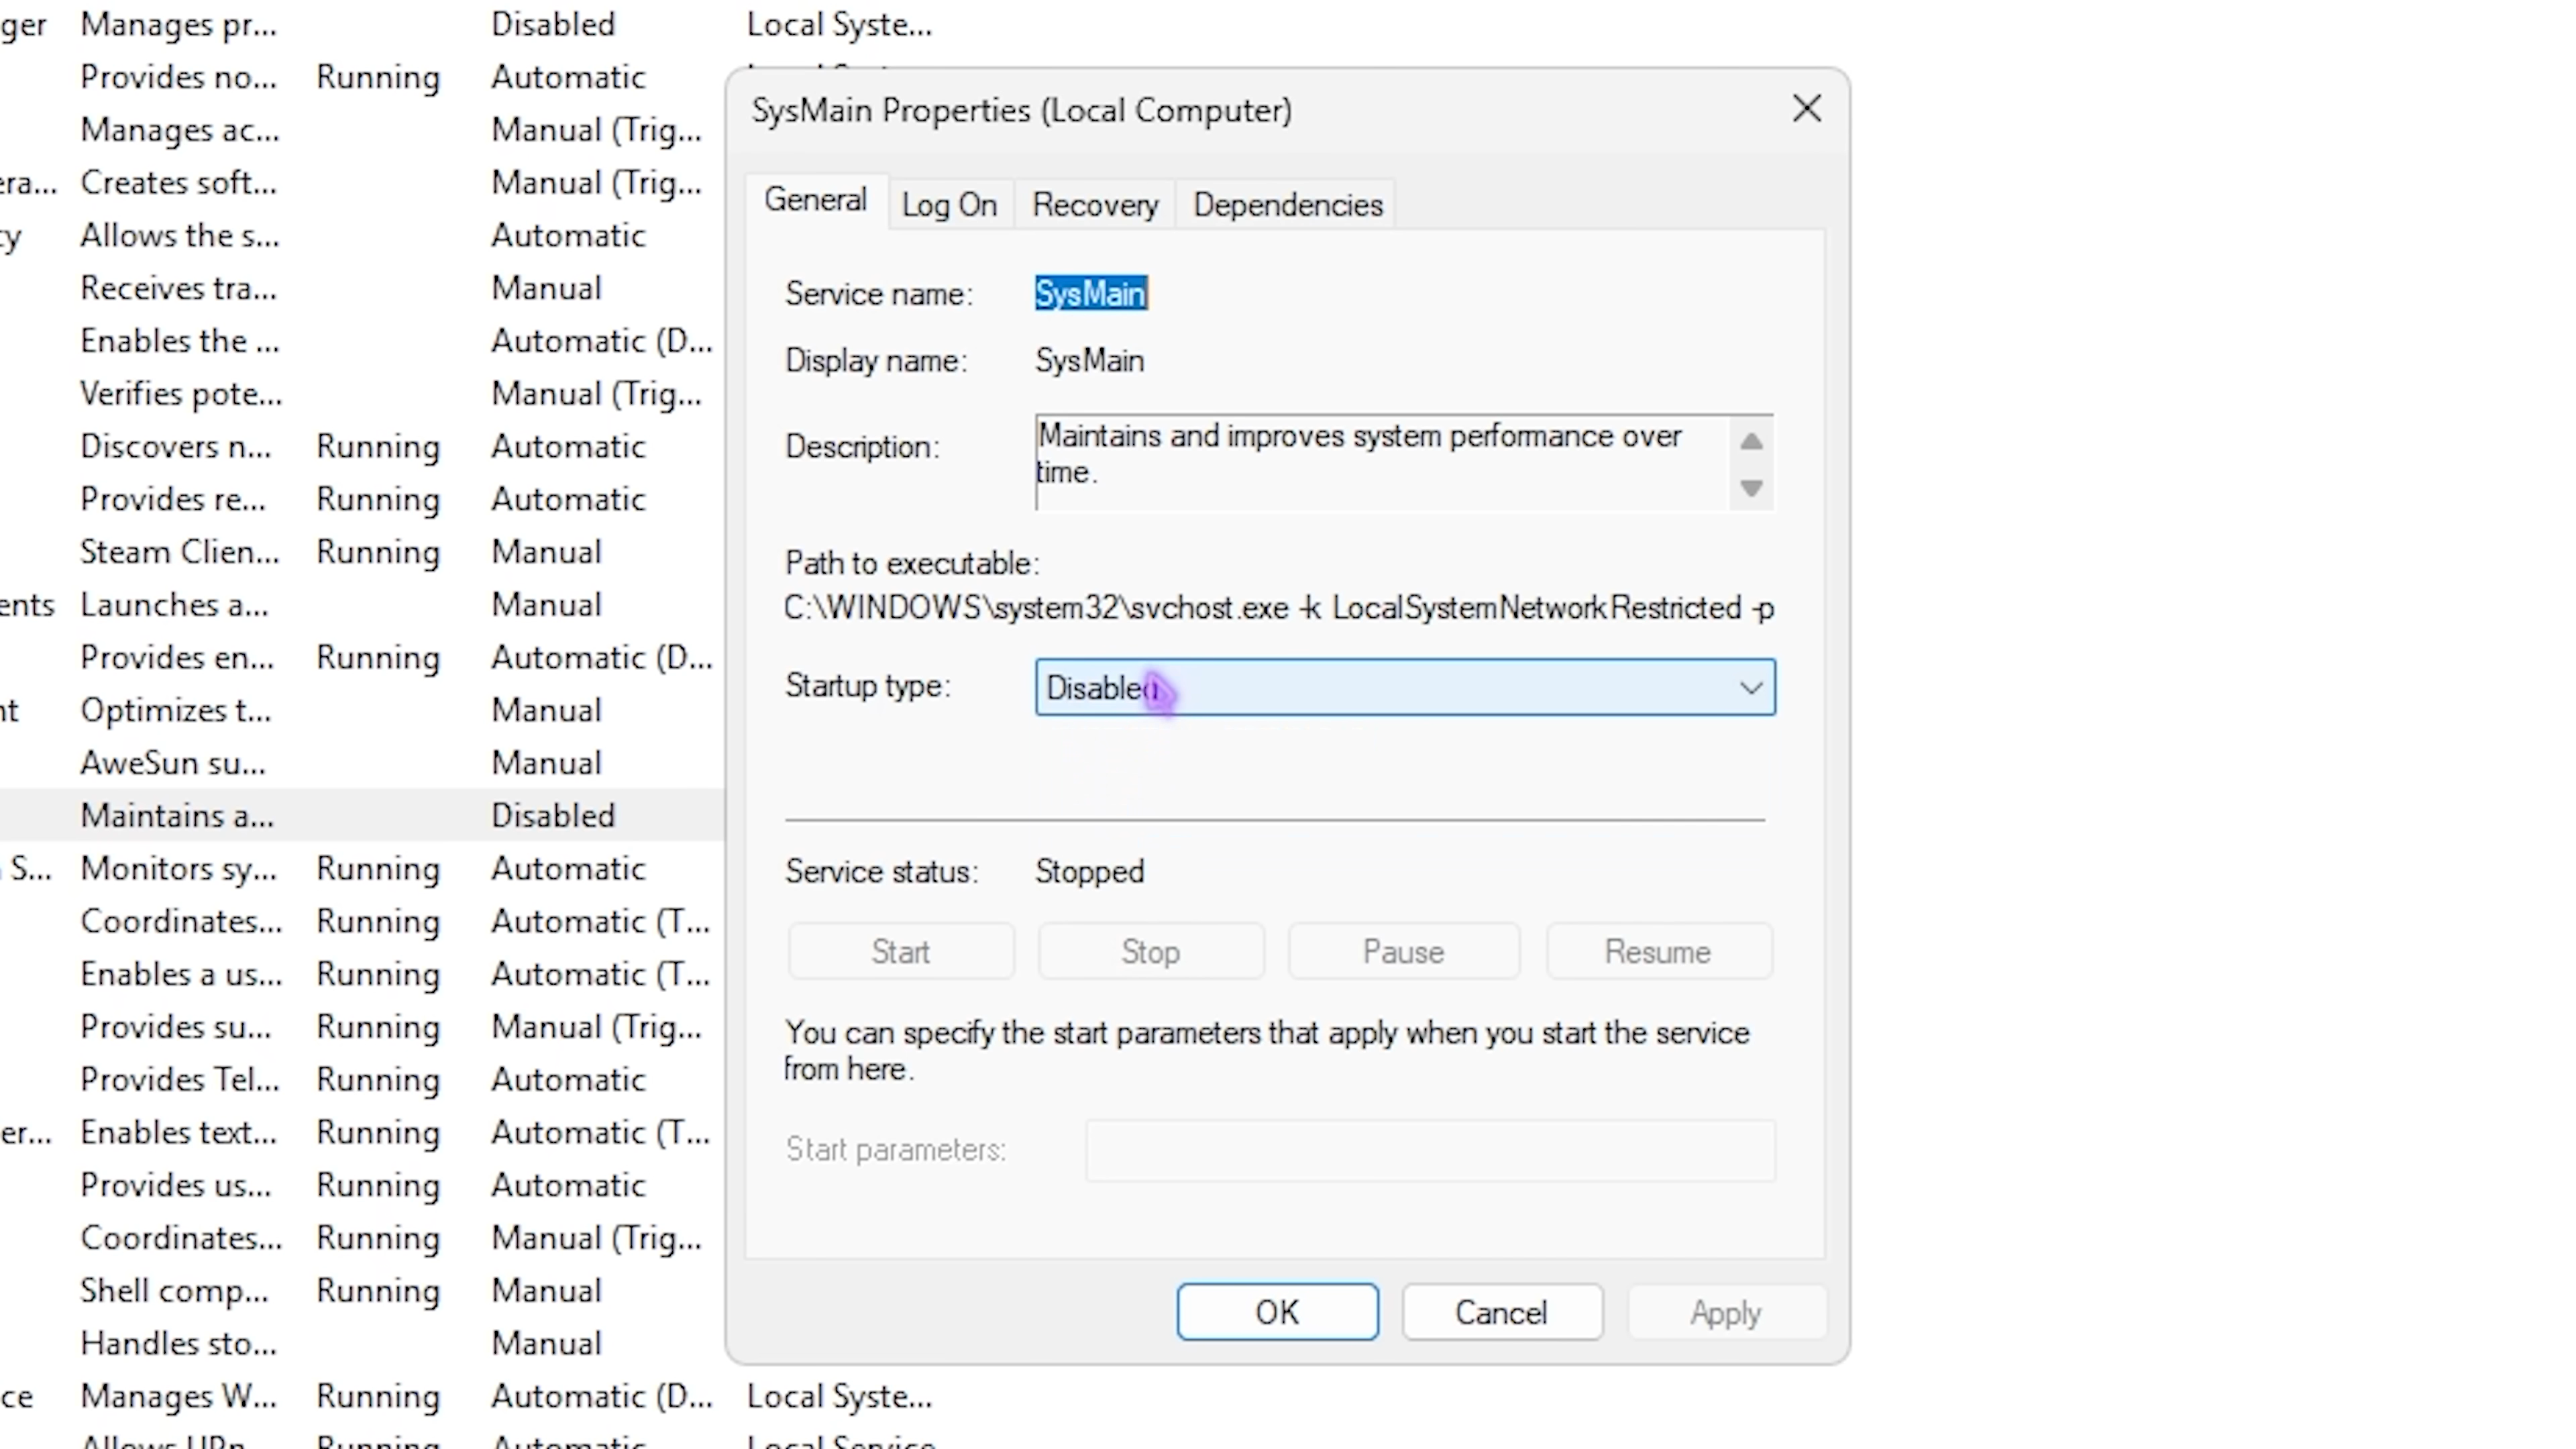 ger Manages pr... Disabled Local Syste...
Provides no... Running Automatic
Manages ac... Manual (Trig...
era... Creates soft... Manual (Trig...
cy Allows the s... Automatic
Receives tra... Manual
Enables the ... Automatic (D...
Verifies pote... Manual (Trig...
Discovers n... Running Automatic
Provides re... Running Automatic
Steam Clien... Running Manual
ents Launches a... Manual
Provides en... Running Automatic (D...
nt Optimizes t... Manual
AweSun su... Manual
Maintains a... Disabled
S... Monitors sy... Running Automatic
Coordinates... Running Automatic (T...
Enables a us... Running Automatic (T...
Provides su... Running Manual (Trig...
Provides Tel... Running Automatic
er... Enables text... Running Automatic (T...
Provides us... Running Automatic
Coordinates... Running Manual (Trig...
Shell comp... Running Manual
Handles sto... Manual
ce Manages W... Running Automatic (D... Local Syste...
SysMain Properties (Local Computer)
General Log On Recovery Dependencies
Service name: SysMain
Display name: SysMain
Description: Maintains and improves system performance over
time.
Path to executable:
C:\WINDOWS\system32\svchost.exe -k LocalSystemNetworkRestricted -p
Startup type: Disabled
Service status: Stopped
Start Stop Pause Resume
You can specify the start parameters that apply when you start the service
from here.
Start parameters:
OK Cancel Apply